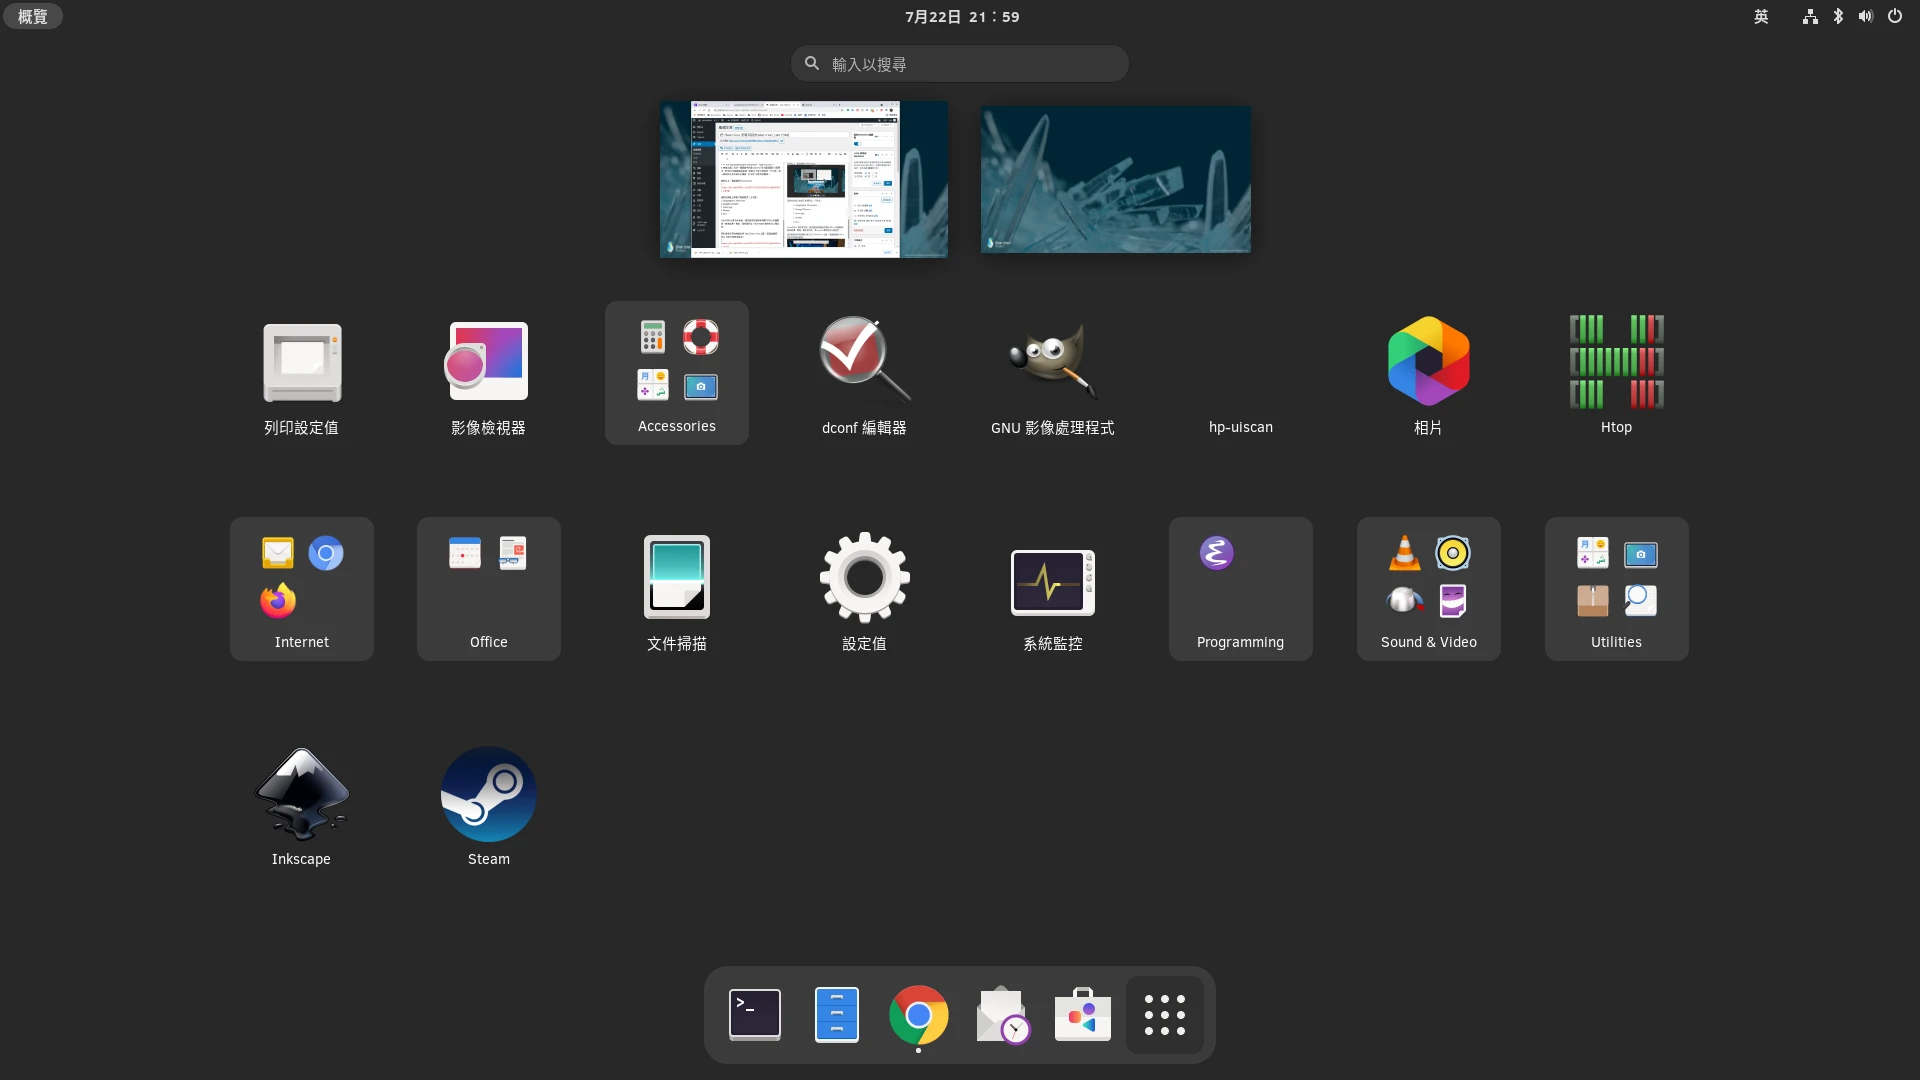 概覽
7月22日 21：59
英
輸入以搜尋
列印設定值
影像檢視器
Accessories
dconf 編輯器
GNU 影像處理程式
hp-uiscan
相片
Htop
Internet
Office
文件掃描
設定值
系統監控
Programming
Sound & Video
Utilities
Inkscape
Steam